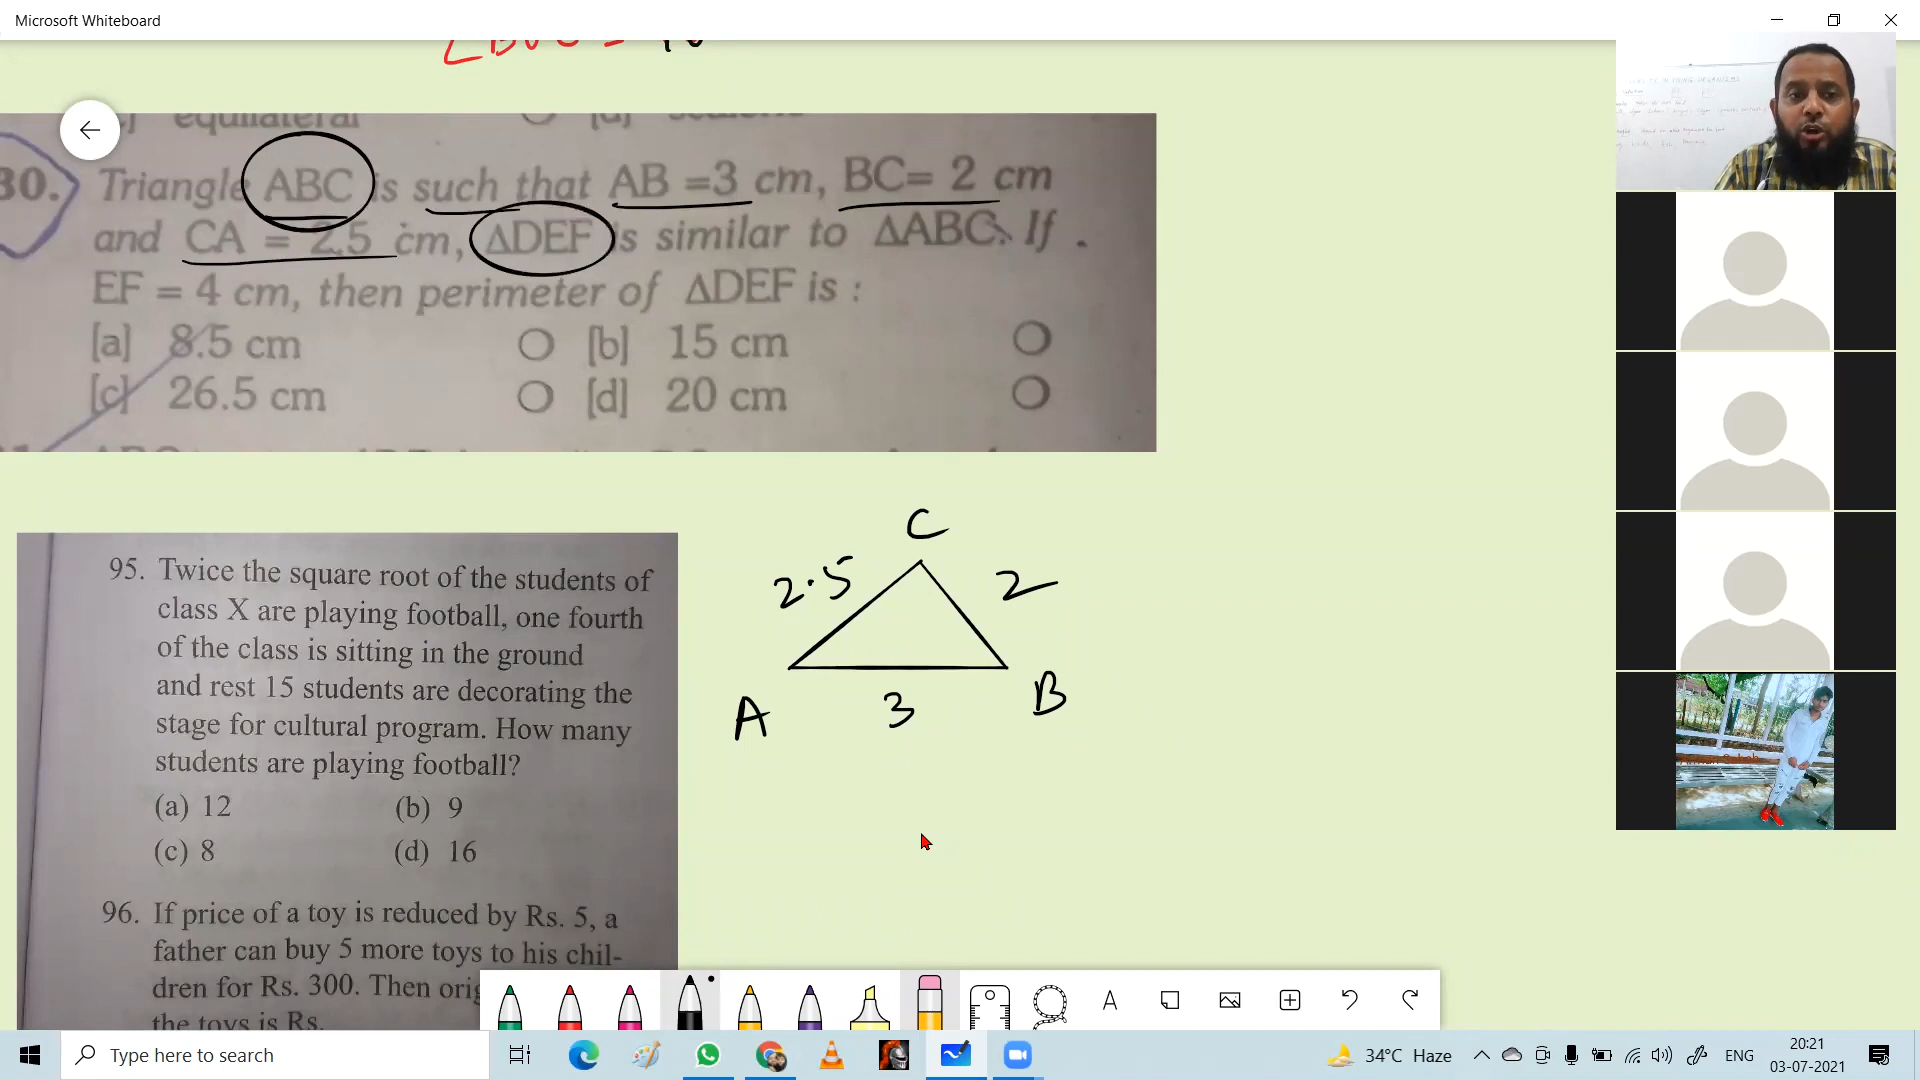 Microsoft Whiteboard
equilateral
30. Triangle ABC is such that AB =3 cm, BC= 2 cm
and CA = 2.5 cm, ΔDEF is similar to ΔABC. If
EF = 4 cm, then perimeter of ΔDEF is :
[a] 8.5 cm [b] 15 cm
[c] 26.5 cm [d] 20 cm
95. Twice the square root of the students of
class X are playing football, one fourth
of the class is sitting in the ground
and rest 15 students are decorating the
stage for cultural program. How many
students are playing football?
(a) 12 (b) 9
(c) 8 (d) 16
96. If price of a toy is reduced by Rs. 5, a
father can buy 5 more toys to his chil-
dren for Rs. 300. Then
the toys is Rs.
C
2.5 2
A 3 B
A
Type here to search
34°C Haze
ENG
20:21
03-07-2021